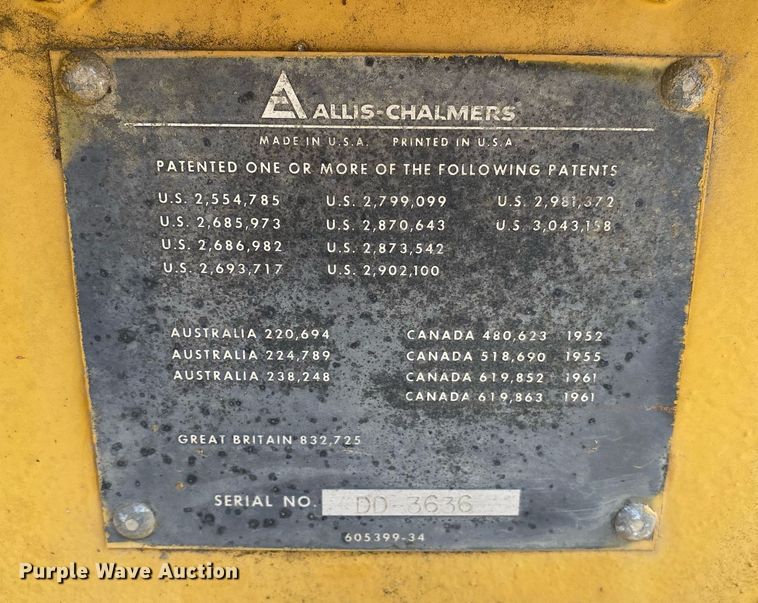 ALLIS-CHALMERS
MADE IN U.S.A. PRINTED IN U.S.A
PATENTED ONE OR MORE OF THE FOLLOWING PATENTS
U.S. 2,554,785 U.S. 2,799,099 U.S. 2,981,372
U.S. 2,685,973 U.S. 2,870,643 U.S. 3,043,158
U.S. 2,686,982 U.S. 2,873,542
U.S. 2,693,717 U.S. 2,902,100
AUSTRALIA 220,694 CANADA 480,623 1952
AUSTRALIA 224,789 CANADA 518,690 1955
AUSTRALIA 238,248 CANADA 619,852 1961
CANADA 619,863 1961
GREAT BRITAIN 832,725
SERIAL NO. DD-3636
605399-34
Purple Wave Auction